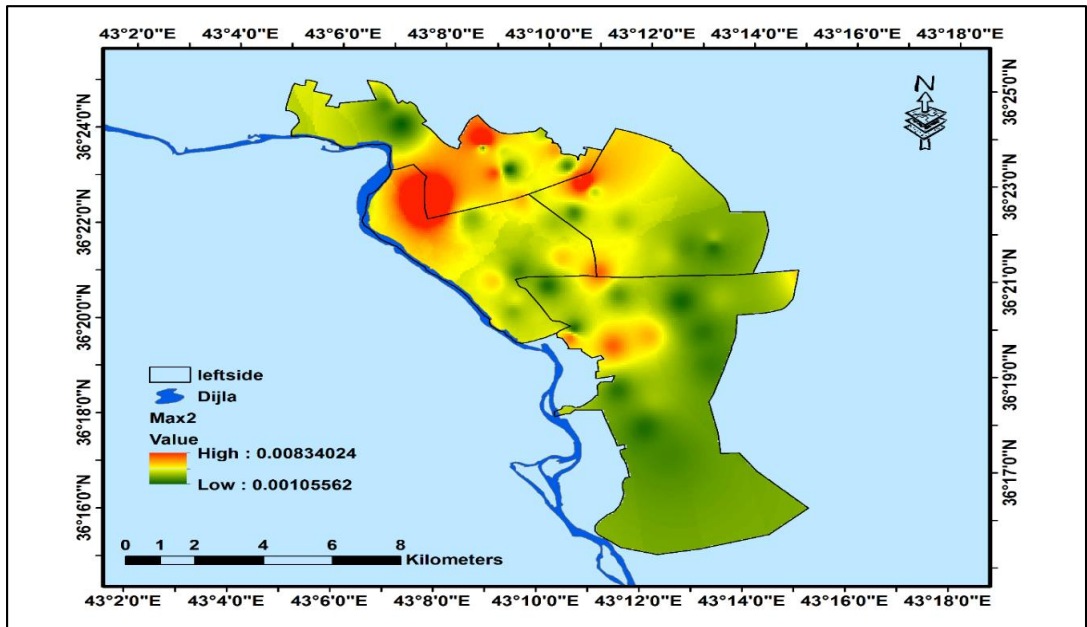 43°2'0"E 43°4'0"E 43°6'0"E 43°8'0"E 43°10'0"E 43°12'0"E 43°14'0"E 43°16'0"E 43°18'0"E
N
36°24'0"N
36°22'0"N
36°20'0"N
36°18'0"N
36°16'0"N
36°25'0"N
36°23'0"N
36°21'0"N
36°19'0"N
36°17'0"N
leftside
Dijla
Max2
Value
High : 0.00834024
Low : 0.00105562
0 1 2 4 6 8
Kilometers
43°2'0"E 43°4'0"E 43°6'0"E 43°8'0"E 43°10'0"E 43°12'0"E 43°14'0"E 43°16'0"E 43°18'0"E